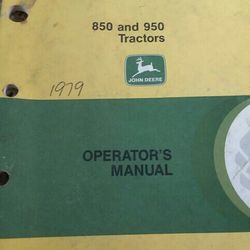 850 and 950
Tractors
JOHN DEERE
1979
OPERATOR'S
MANUAL